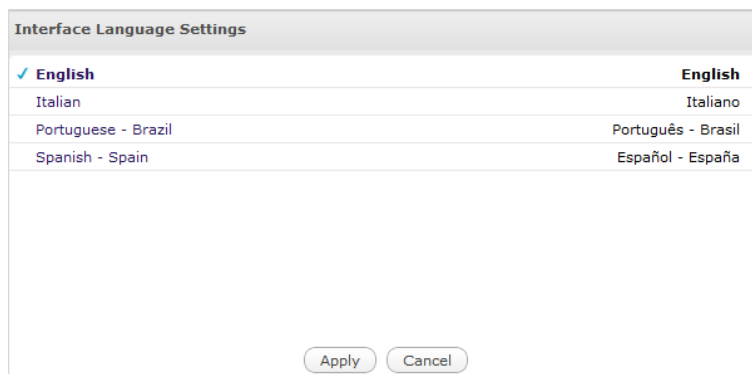 Interface Language Settings
✓ English English
Italian Italiano
Portuguese - Brazil Português - Brasil
Spanish - Spain Español - España
Apply Cancel